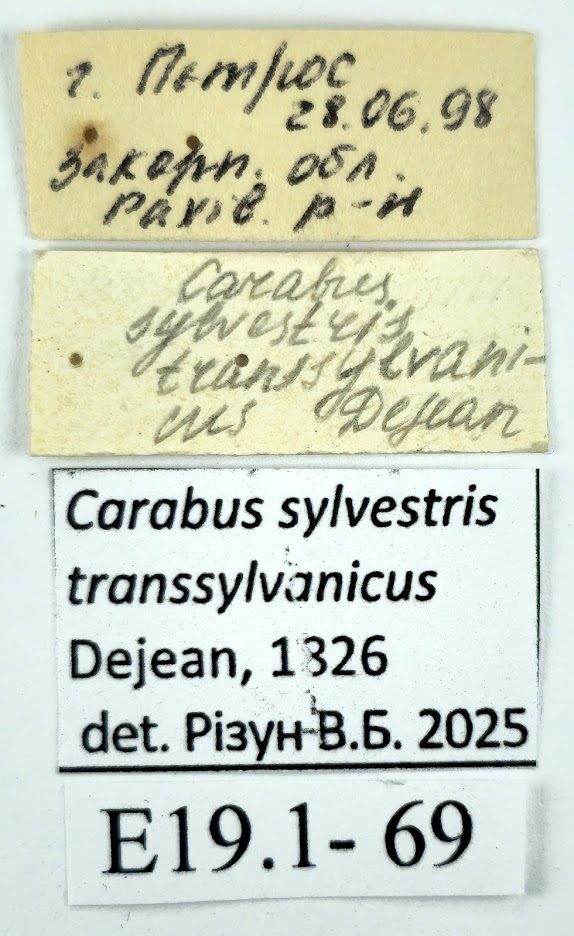 г. Петрос
28.06.98
Закарп. обл.
Рахів. р-н
Carabus
sylvestris
transsylvani-
cus Dejean
Carabus sylvestris
transsylvanicus
Dejean, 1826
det. Різун В.Б. 2025
E19.1- 69